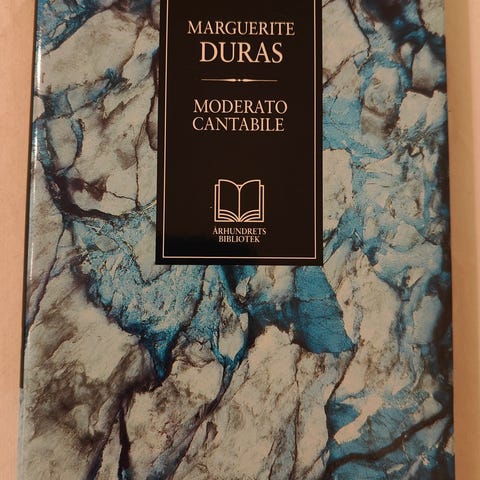 MARGUERITE
DURAS
MODERATO
CANTABILE
ÅRHUNDRETS
BIBLIOTEK